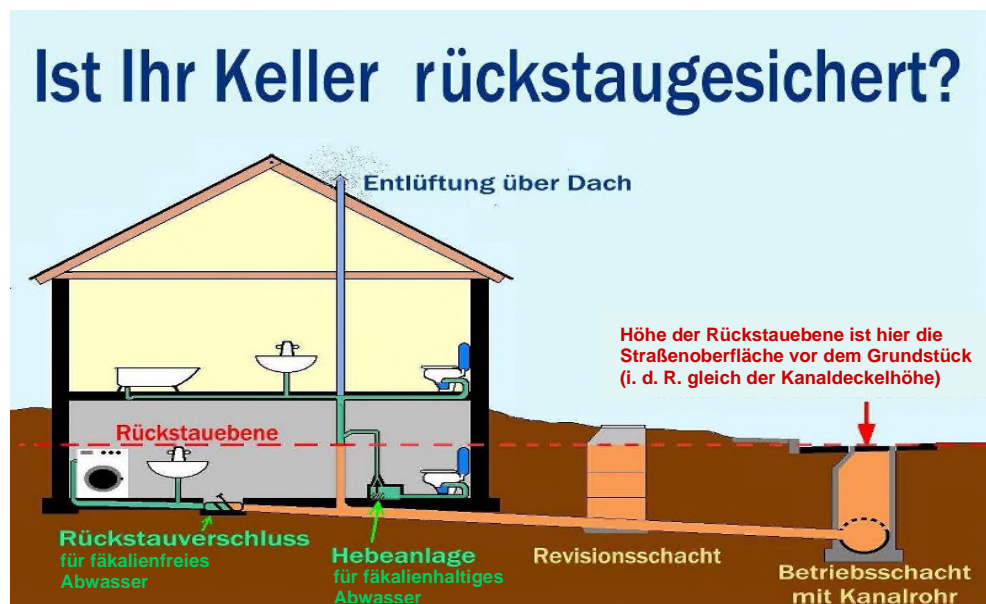 Ist Ihr Keller rückstaugesichert?
Entlüftung über Dach
Höhe der Rückstauebene ist hier die
Straßenoberfläche vor dem Grundstück
(i. d. R. gleich der Kanaldeckelhöhe)
Rückstauebene
Rückstauverschluss
für fäkalienfreies
Abwasser
Hebeanlage
für fäkalienhaltiges
Abwasser
Revisionsschacht
Betriebsschacht
mit Kanalrohr